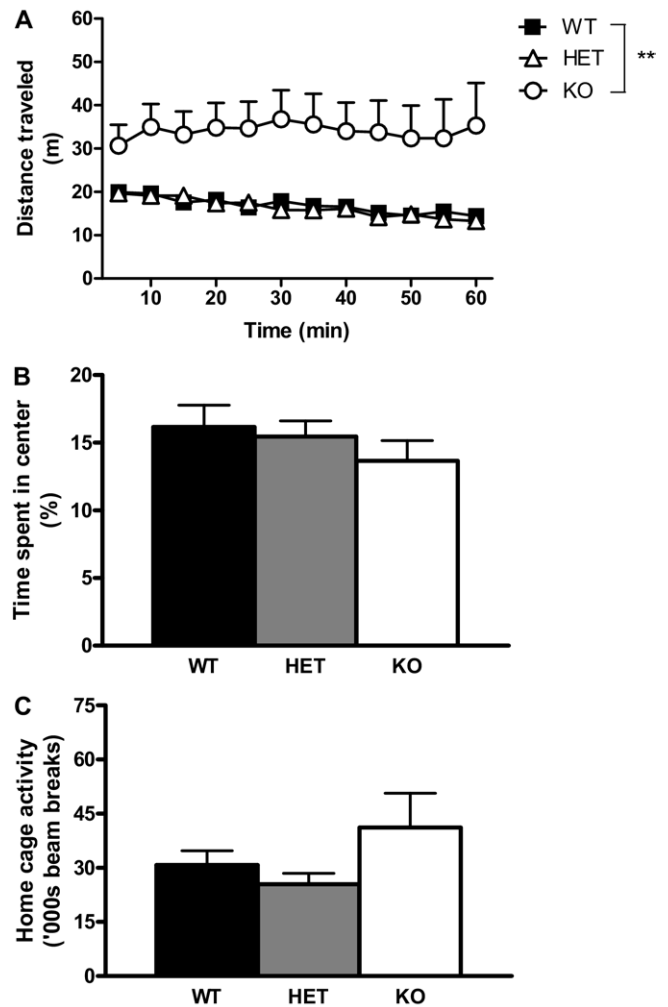 A
60
50
40
30
20
10
0
Distance traveled
(m)
10 20 30 40 50 60
Time (min)
WT
HET
KO
**
B
20
15
10
5
0
Time spent in center
(%)
WT HET KO
C
75
60
45
30
15
0
Home cage activity
('000s beam breaks)
WT HET KO